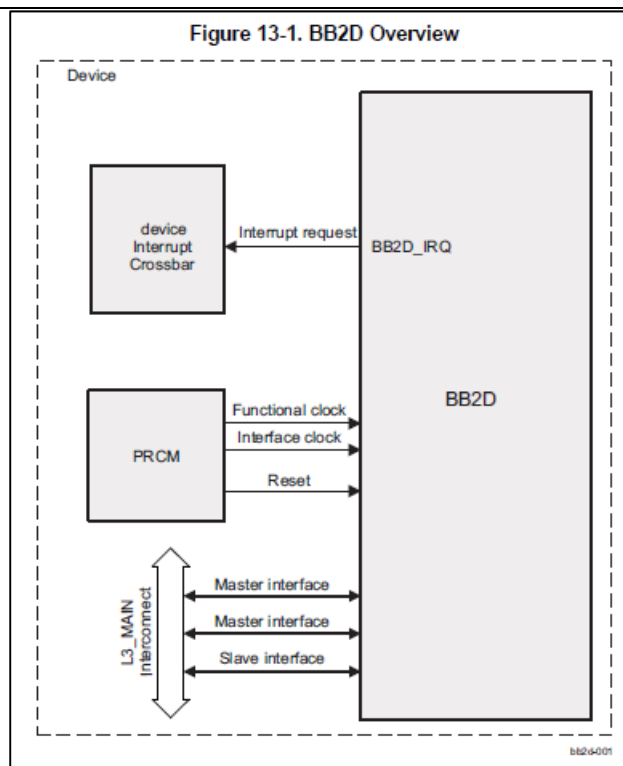 Figure 13-1. BB2D Overview
Device
device
Interrupt
Crossbar
Interrupt request
BB2D_IRQ
BB2D
PRCM
Functional clock
Interface clock
Reset
L3_MAIN
Interconnect
Master interface
Master interface
Slave interface
bb2d-001